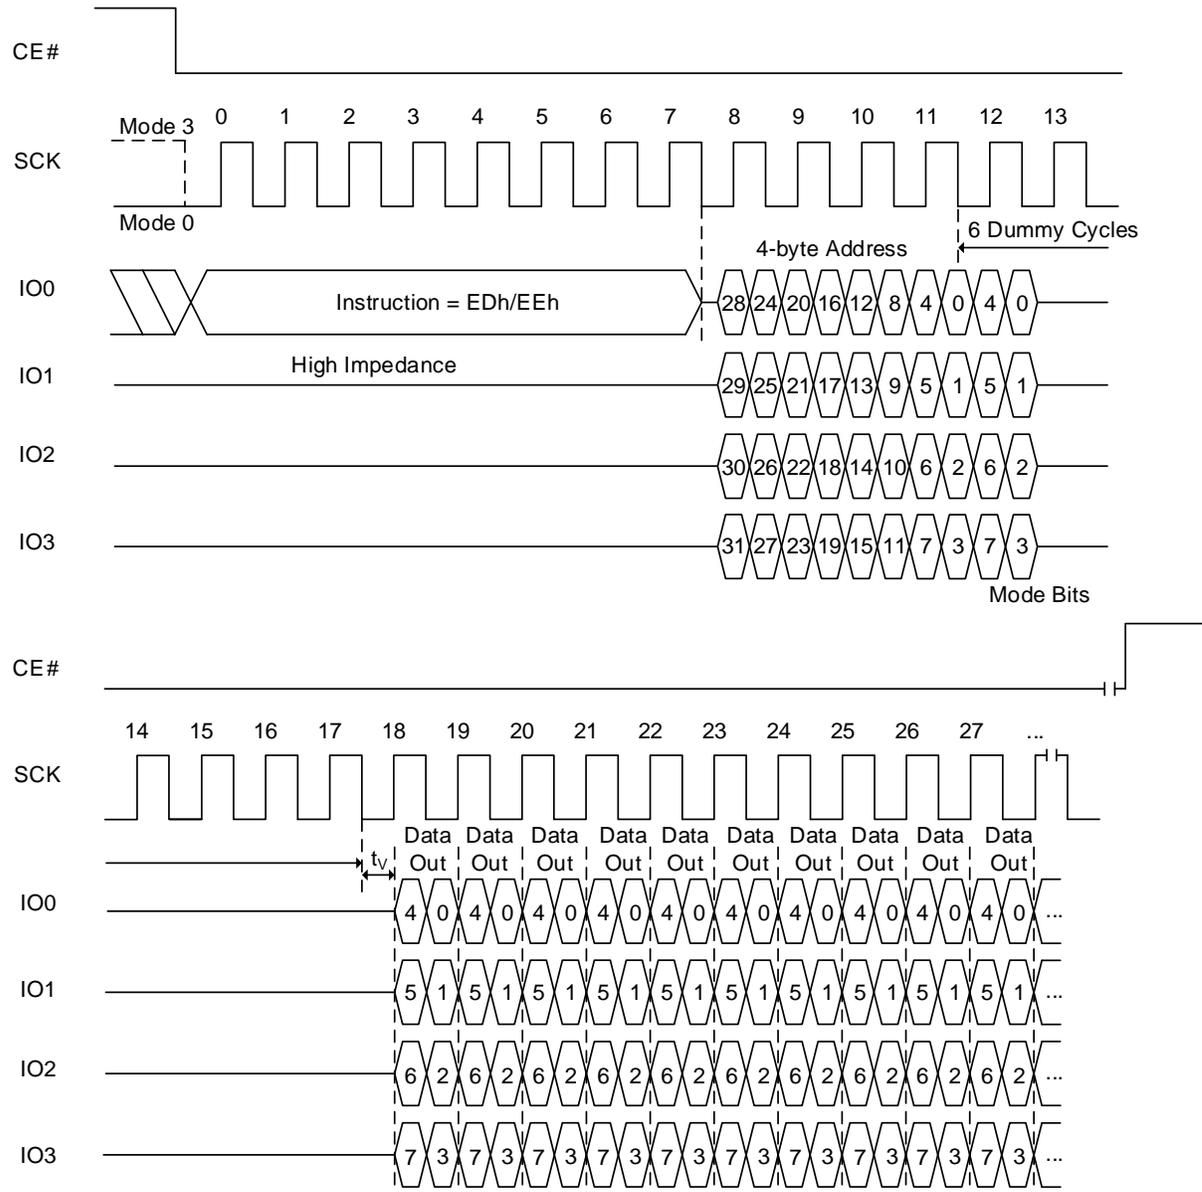 CE#
0 1 2 3 4 5 6 7 8 9 10 11 12 13
Mode 3
SCK
Mode 0
6 Dummy Cycles
4-byte Address
IO0
Instruction = EDh/EEh
28 24 20 16 12 8 4 0 4 0
High Impedance
IO1
29 25 21 17 13 9 5 1 5 1
IO2
30 26 22 18 14 10 6 2 6 2
IO3
31 27 23 19 15 11 7 3 7 3
Mode Bits
CE#
14 15 16 17 18 19 20 21 22 23 24 25 26 27 ...
SCK
Data Data Data Data Data Data Data Data Data Data
tV Out Out Out Out Out Out Out Out Out Out
IO0
4 0 4 0 4 0 4 0 4 0 4 0 4 0 4 0 4 0 4 0 ...
IO1
5 1 5 1 5 1 5 1 5 1 5 1 5 1 5 1 5 1 5 1 ...
IO2
6 2 6 2 6 2 6 2 6 2 6 2 6 2 6 2 6 2 6 2 ...
IO3
7 3 7 3 7 3 7 3 7 3 7 3 7 3 7 3 7 3 7 3 ...